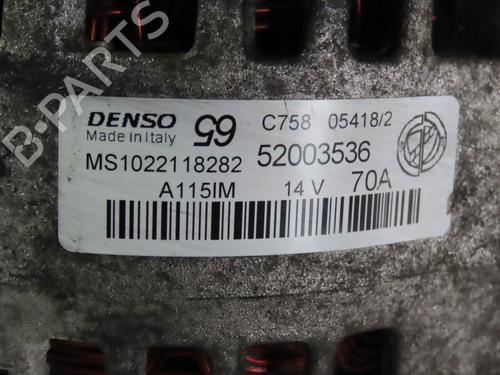 B-PARTS
DENSO 65 C758 05418/2
Made in Italy
MS1022118282 52003536
A115IM 14 V 70A